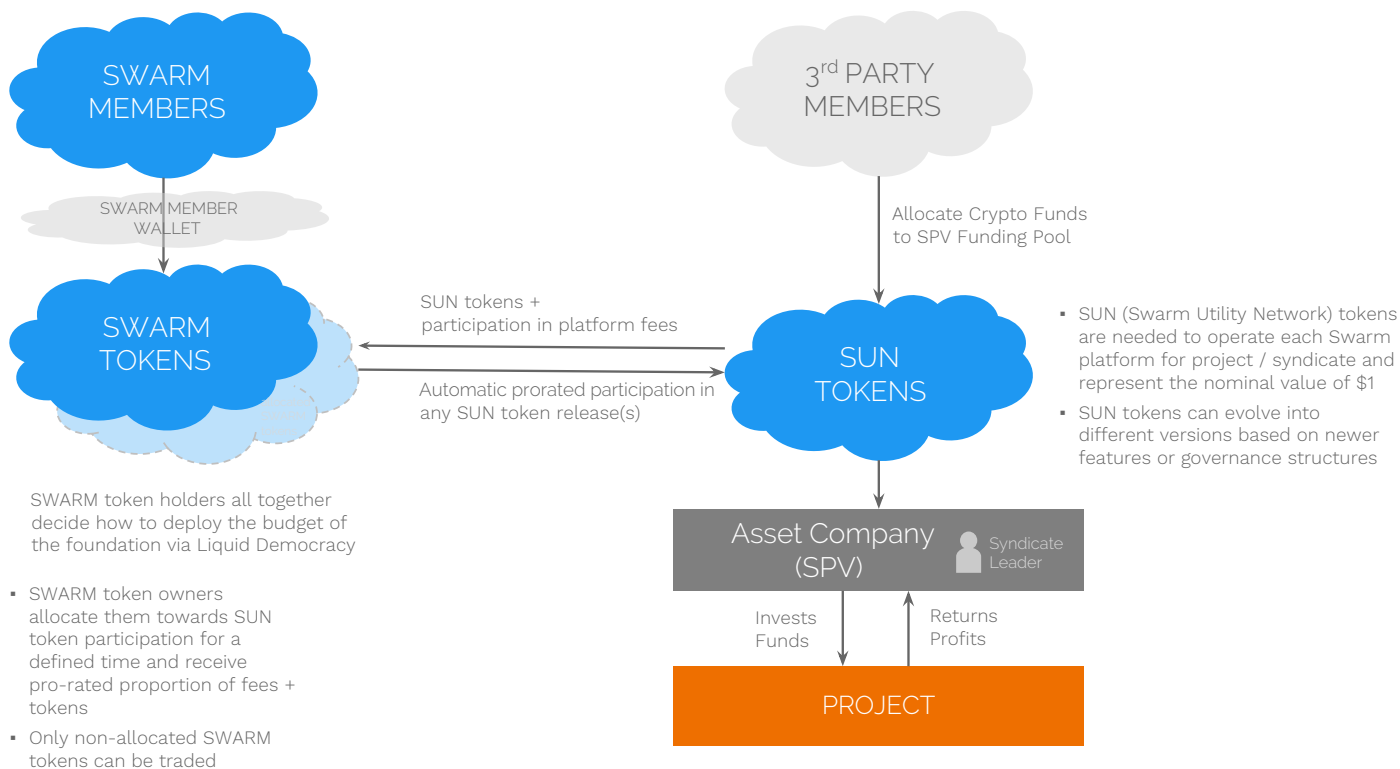 SWARM
MEMBERS
3rd PARTY
MEMBERS
SWARM MEMBER
WALLET
Allocate Crypto Funds
to SPV Funding Pool
SWARM
TOKENS
SUN tokens +
participation in platform fees
Automatic prorated participation in
any SUN token release(s)
SUN
TOKENS
▪ SUN (Swarm Utility Network) tokens
are needed to operate each Swarm
platform for project / syndicate and
represent the nominal value of $1
▪ SUN tokens can evolve into
different versions based on newer
features or governance structures
SWARM token holders all together
decide how to deploy the budget of
the foundation via Liquid Democracy
▪ SWARM token owners
allocate them towards SUN
token participation for a
defined time and receive
pro-rated proportion of fees +
tokens
▪ Only non-allocated SWARM
tokens can be traded
Asset Company
(SPV)
Syndicate
Leader
Invests
Funds
Returns
Profits
PROJECT